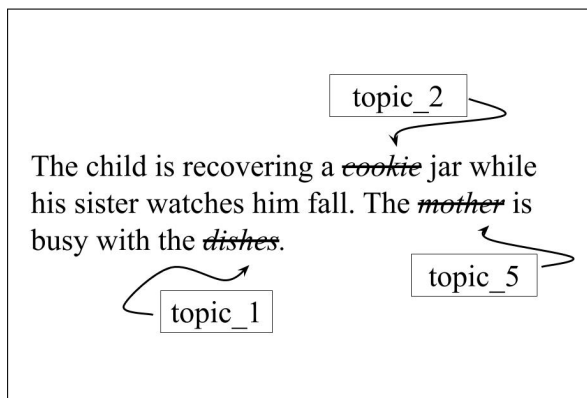 topic_2
The child is recovering a cookie jar while
his sister watches him fall. The mother is
busy with the dishes.
topic_5
topic_1